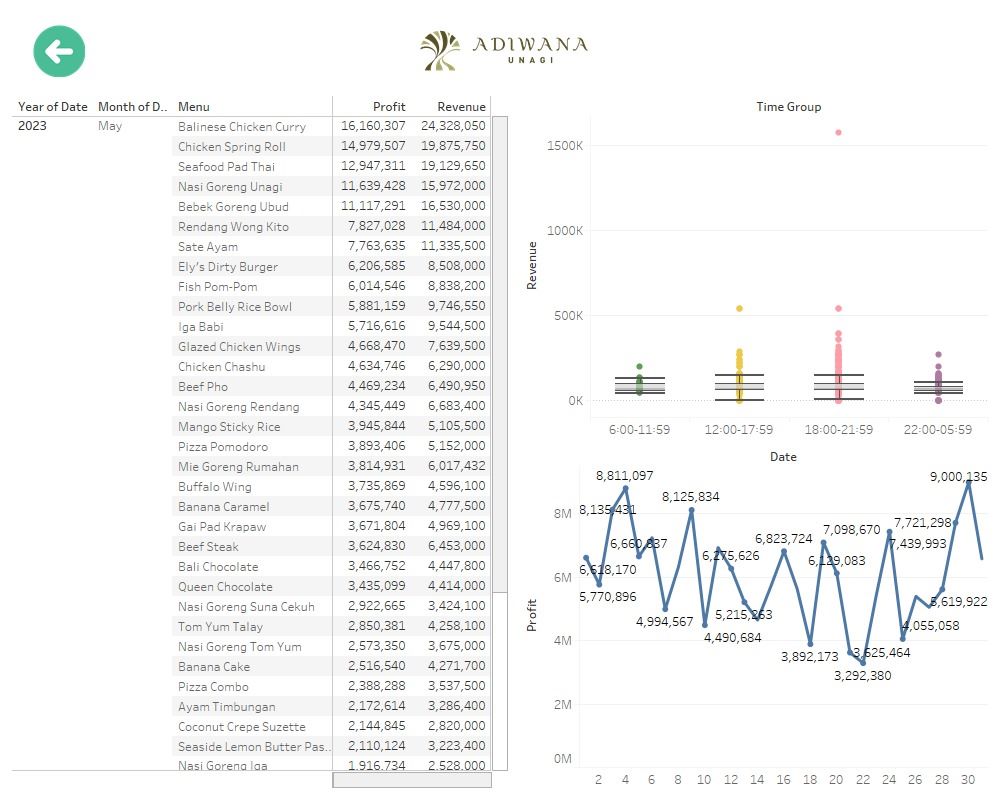 ADIWANA
UNAGI
Year of Date Month of D.. Menu Profit Revenue
2023 May Balinese Chicken Curry 16,160,307 24,328,050
Chicken Spring Roll 14,979,507 19,875,750
Seafood Pad Thai 12,947,311 19,129,650
Nasi Goreng Unagi 11,639,428 15,972,000
Bebek Goreng Ubud 11,117,291 16,530,000
Rendang Wong Kito 7,827,028 11,484,000
Sate Ayam 7,763,635 11,335,500
Ely's Dirty Burger 6,206,585 8,508,000
Fish Pom-Pom 6,014,546 8,838,200
Pork Belly Rice Bowl 5,881,159 9,746,550
Iga Babi 5,716,616 9,544,500
Glazed Chicken Wings 4,668,470 7,639,500
Chicken Chashu 4,634,746 6,290,000
Beef Pho 4,469,234 6,490,950
Nasi Goreng Rendang 4,345,449 6,683,400
Mango Sticky Rice 3,945,844 5,105,500
Pizza Pomodoro 3,893,406 5,152,000
Mie Goreng Rumahan 3,814,931 6,017,432
Buffalo Wing 3,735,869 4,596,100
Banana Caramel 3,675,740 4,777,500
Gai Pad Krapaw 3,671,804 4,969,100
Beef Steak 3,624,830 6,453,000
Bali Chocolate 3,466,752 4,447,800
Queen Chocolate 3,435,099 4,414,000
Nasi Goreng Suna Cekuh 2,922,665 3,424,100
Tom Yum Talay 2,850,381 4,258,100
Nasi Goreng Tom Yum 2,573,350 3,675,000
Banana Cake 2,516,540 4,271,700
Pizza Combo 2,388,288 3,537,500
Ayam Timbungan 2,172,614 3,286,400
Coconut Crepe Suzette 2,144,845 2,820,000
Seaside Lemon Butter Pas.. 2,110,124 3,223,400
Nasi Goreng Iga 1,916,734 2,528,000
Time Group
Revenue
1500K
1000K
500K
0K
6:00-11:59 12:00-17:59 18:00-21:59 22:00-05:59
Date
Profit
8M
6M
4M
2M
0M
8,811,097
9,000,135
8,135,431
8,125,834
7,721,298
7,098,670
6,823,724
7,439,993
6,660,837
6,275,626
6,129,083
6,618,170
5,770,896
5,619,922
5,215,263
4,994,567
4,055,058
4,490,684
3,892,173
3,625,464
3,292,380
2 4 6 8 10 12 14 16 18 20 22 24 26 28 30